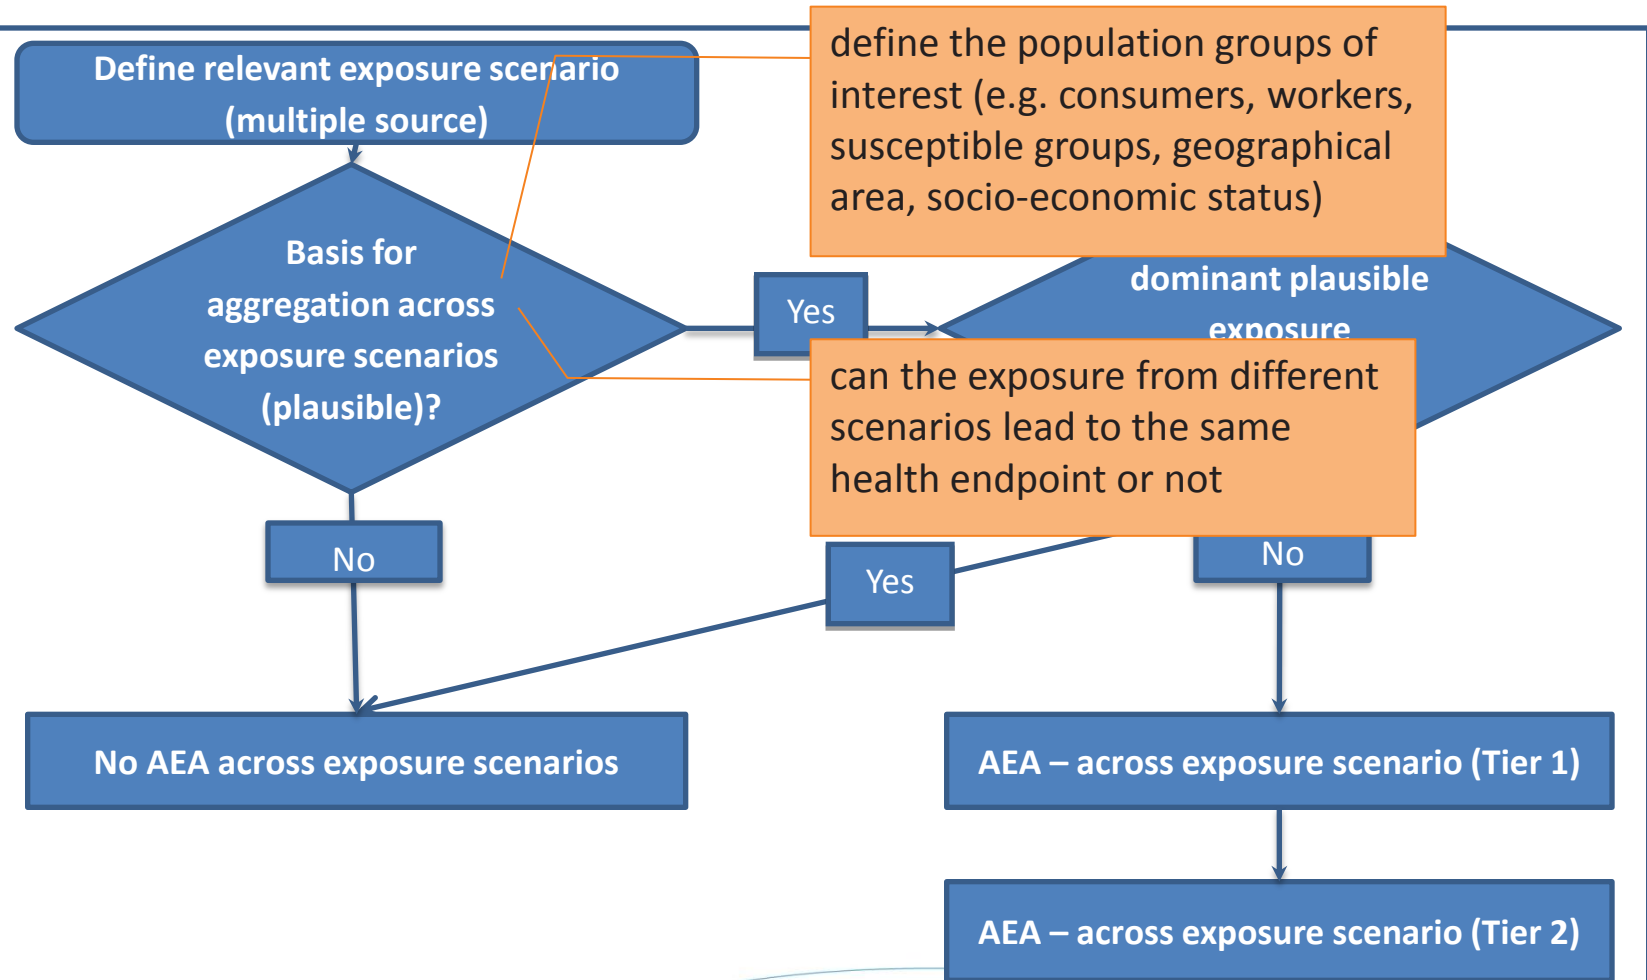 Define relevant exposure scenario
(multiple source)
define the population groups of
interest (e.g. consumers, workers,
susceptible groups, geographical
area, socio-economic status)
Basis for
aggregation across
exposure scenarios
(plausible)?
Yes
dominant plausible
exposure
can the exposure from different
scenarios lead to the same
health endpoint or not
No
Yes
No
No AEA across exposure scenarios
AEA – across exposure scenario (Tier 1)
AEA – across exposure scenario (Tier 2)